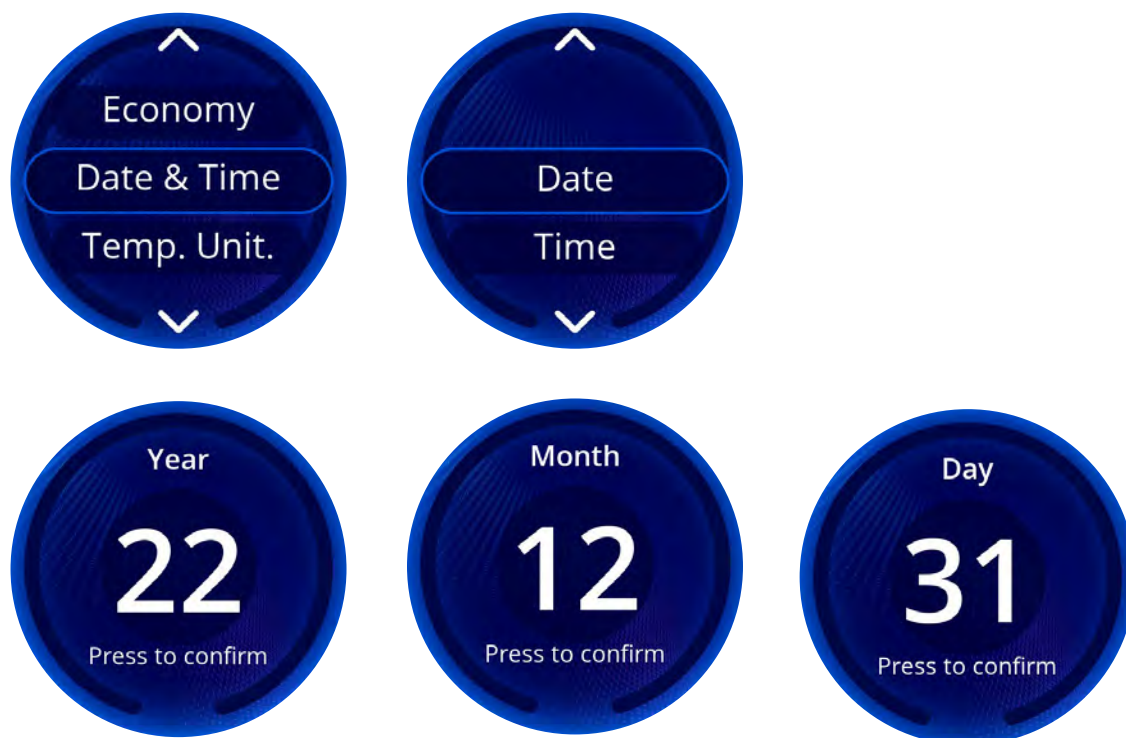 Economy
Date & Time
Temp. Unit.
Date
Time
Year
22
Press to confirm
Month
12
Press to confirm
Day
31
Press to confirm